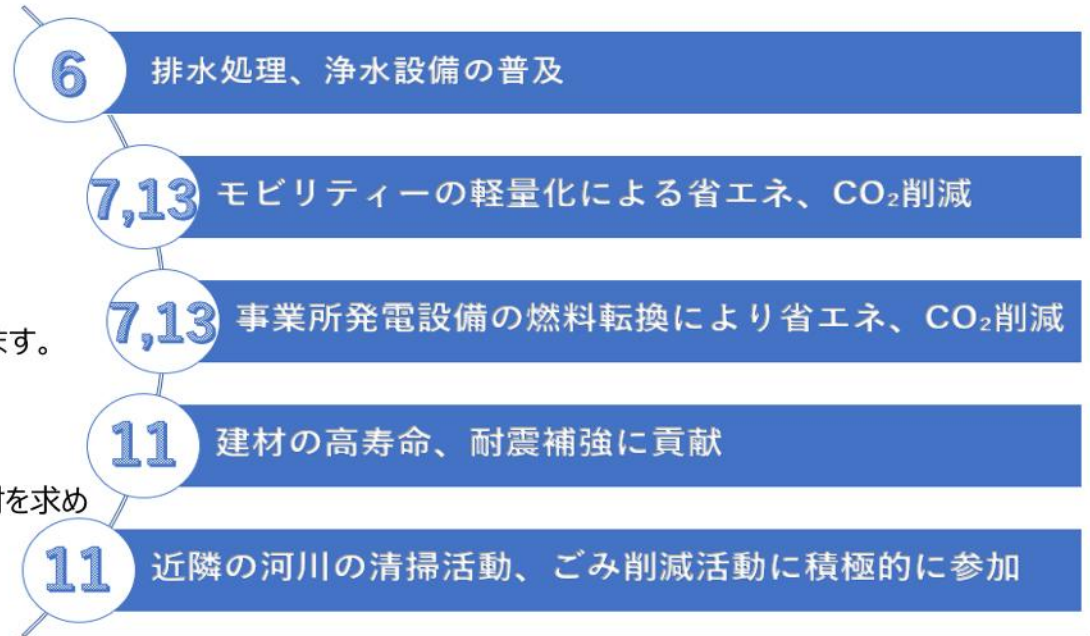 6
排水処理、浄水設備の普及
7,13
モビリティーの軽量化による省エネ、CO₂削減
7,13
事業所発電設備の燃料転換により省エネ、CO₂削減
ます。
11
建材の高寿命、耐震補強に貢献
を求め
11
近隣の河川の清掃活動、ごみ削減活動に積極的に参加